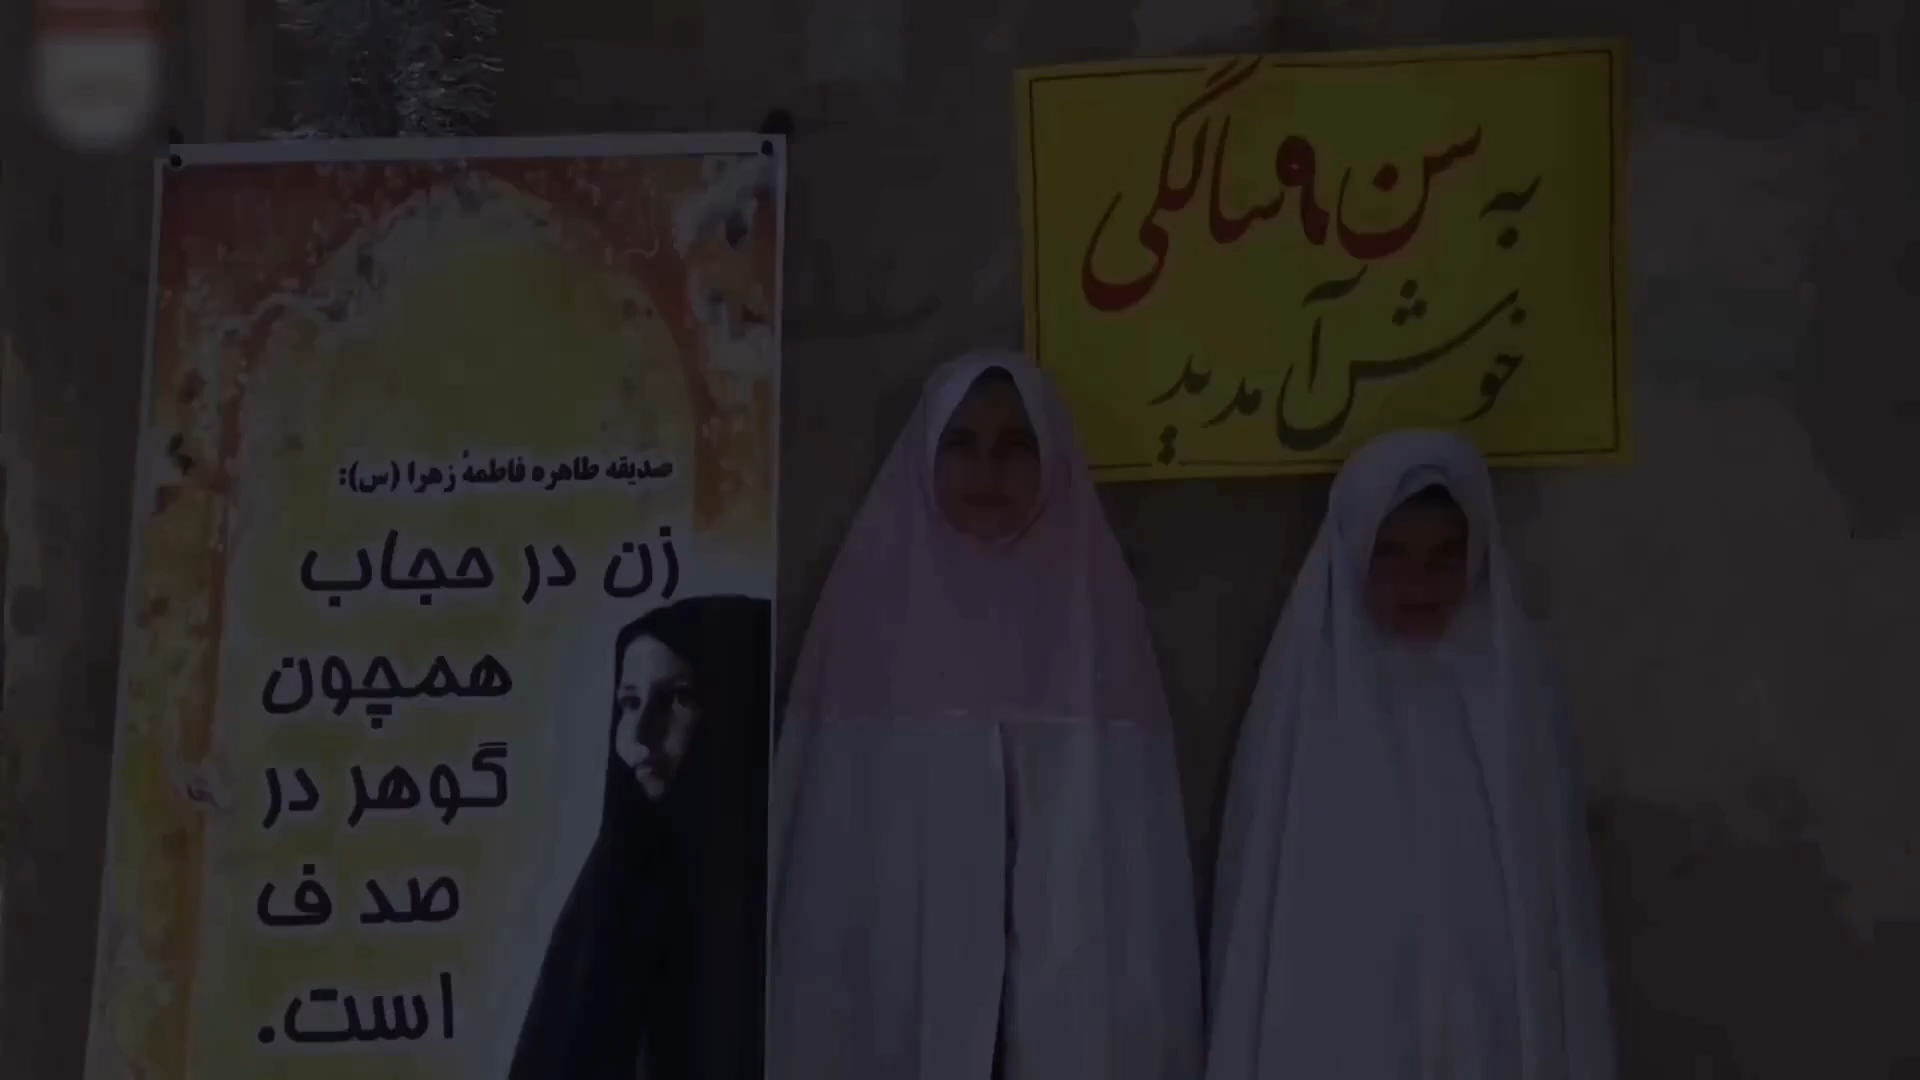 به سن ۹ سالگی
خوش آمدید
صدیقه طاهره فاطمهٔ زهرا (س):
زن در حجاب
همچون
گوهر در
صد ف
است.